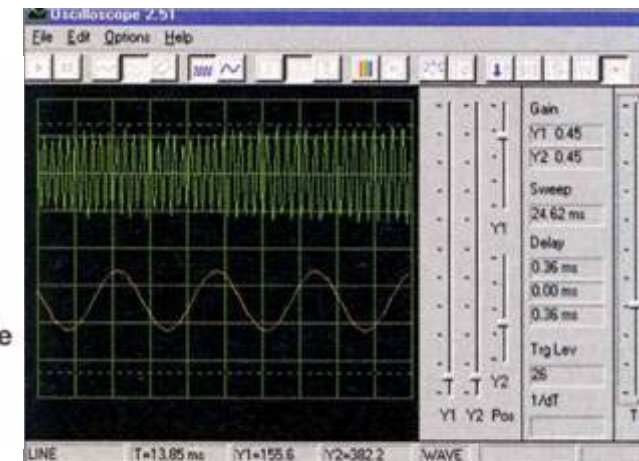 Oscilloscope 2.51
File Edit Options Help
Gain
Y1 0.45
Y2 0.45
Sweep
24.62 ms
Delay
0.36 ms
0.00 ms
0.36 ms
Trg Lev
26
1/dT
Y1
Y2
Y1 Y2 Pos
T
e
LINE T=13.85 ms Y1=155.6 Y2=382.2 WAVE